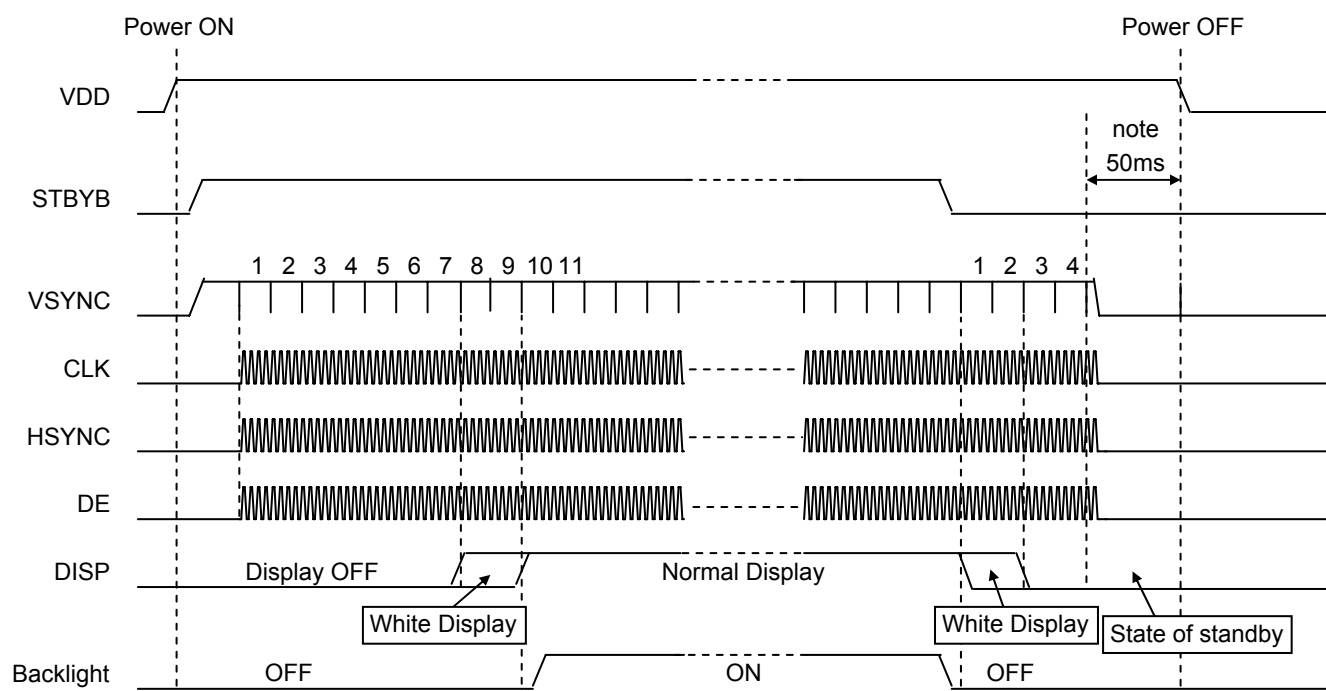 Power ON
Power OFF
VDD
note
50ms
STBYB
1 2 3 4 5 6 7 8 9 10 11
1 2 3 4
VSYNC
CLK
HSYNC
DE
DISP
Display OFF
Normal Display
White Display
White Display
State of standby
Backlight
OFF
ON
OFF